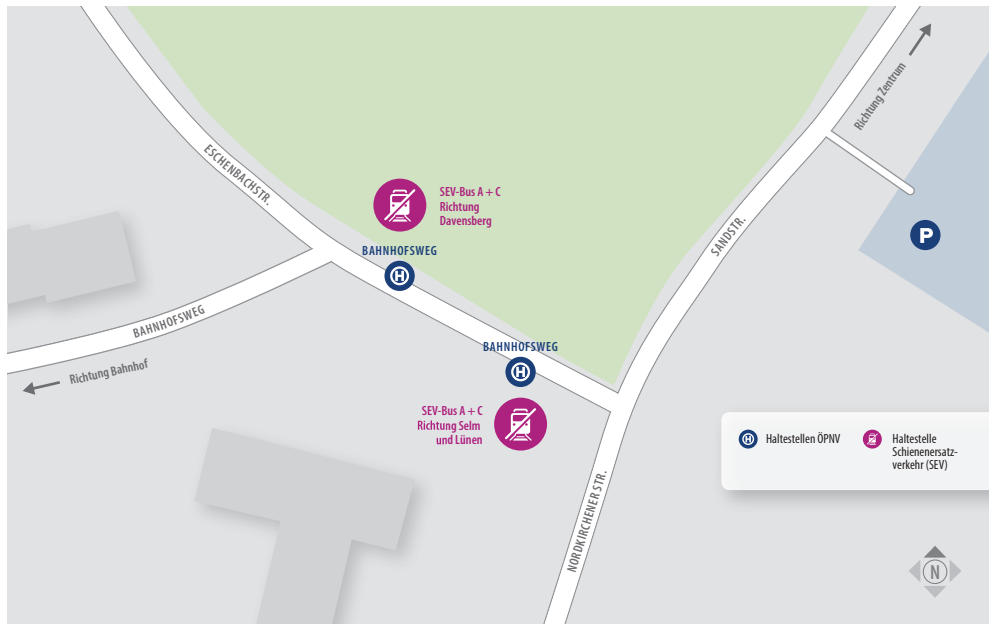 Richtung Zentrum
ESCHENBACHSTR.
SEV-Bus A + C
Richtung
Davensberg
SANDSTR.
P
BAHNHOFSWEG
H
BAHNHOFSWEG
Richtung Bahnhof
BAHNHOFSWEG
H
SEV-Bus A + C
Richtung Selm
und Lünen
NORDKIRCHENER STR.
H
Haltestellen ÖPNV
Haltestelle
Schienenersatz-
verkehr (SEV)
N